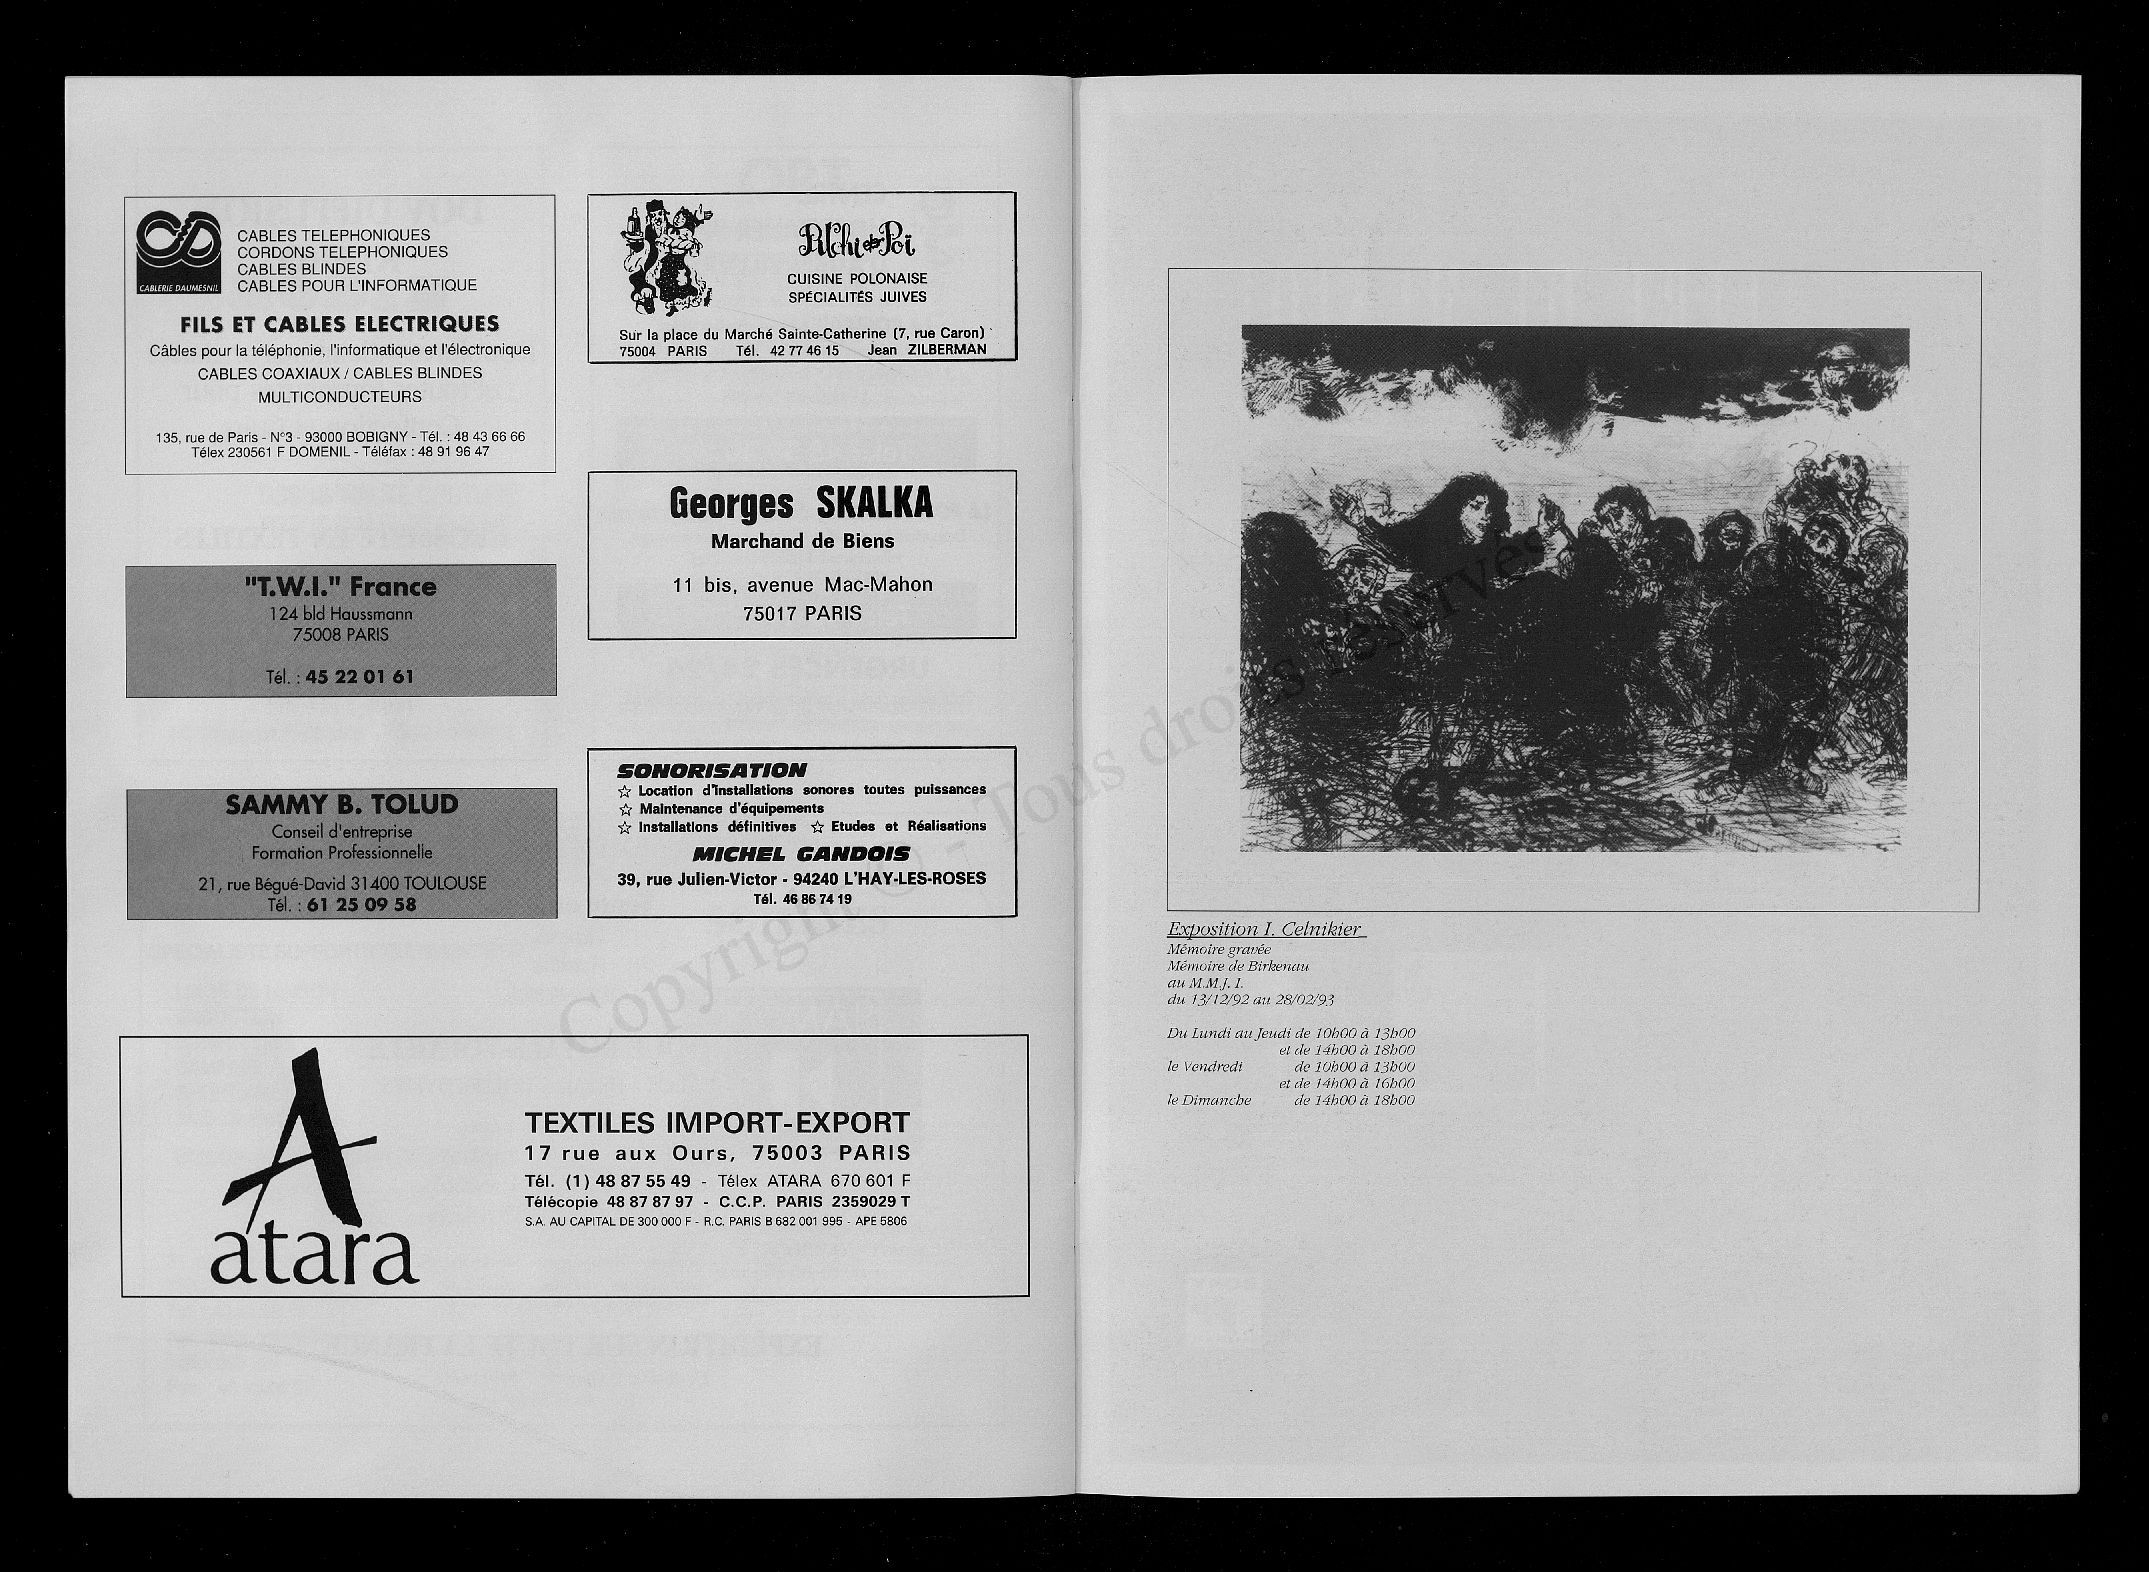 CABLERIE DAUMESNIL
CABLES TELEPHONIQUES
CORDONS TELEPHONIQUES
CABLES BLINDES
CABLES POUR L'INFORMATIQUE
FILS ET CABLES ELECTRIQUES
Câbles pour la téléphonie, l'informatique et l'électronique
CABLES COAXIAUX / CABLES BLINDES
MULTICONDUCTEURS
135, rue de Paris - N°3 - 93000 BOBIGNY - Tél. : 48 43 66 66
Télex 230561 F DOMENIL - Téléfax : 48 91 96 47
"T.W.I." France
124 bld Haussmann
75008 PARIS
Tél. : 45 22 01 61
SAMMY B. TOLUD
Conseil d'entreprise
Formation Professionnelle
21, rue Bégué-David 31400 TOULOUSE
Tél. : 61 25 09 58
CUISINE POLONAISE
SPÉCIALITÉS JUIVES
Sur la place du Marché Sainte-Catherine (7, rue Caron)
75004 PARIS Tél. 42 77 46 15 Jean ZILBERMAN
Georges SKALKA
Marchand de Biens
11 bis, avenue Mac-Mahon
75017 PARIS
SONORISATION
☆ Location d'installations sonores toutes puissances
☆ Maintenance d'équipements
☆ Installations définitives ☆ Etudes et Réalisations
MICHEL GANDOIS
39, rue Julien-Victor - 94240 L'HAY-LES-ROSES
Tél. 46 86 74 19
atara
TEXTILES IMPORT-EXPORT
17 rue aux Ours, 75003 PARIS
Tél. (1) 48 87 55 49 - Télex ATARA 670 601 F
Télécopie 48 87 87 97 - C.C.P. PARIS 2359029 T
S.A. AU CAPITAL DE 300 000 F - R.C. PARIS B 682 001 995 - APE 5806
Exposition I. Celnikier
Mémoire gravée
Mémoire de Birkenau
au M.M.J. I.
du 13/12/92 au 28/02/93
Du Lundi au Jeudi de 10h00 à 13h00
et de 14h00 à 18h00
le Vendredi de 10h00 à 13h00
et de 14h00 à 16h00
le Dimanche de 14h00 à 18h00
Copyright © - Tous droits réservés